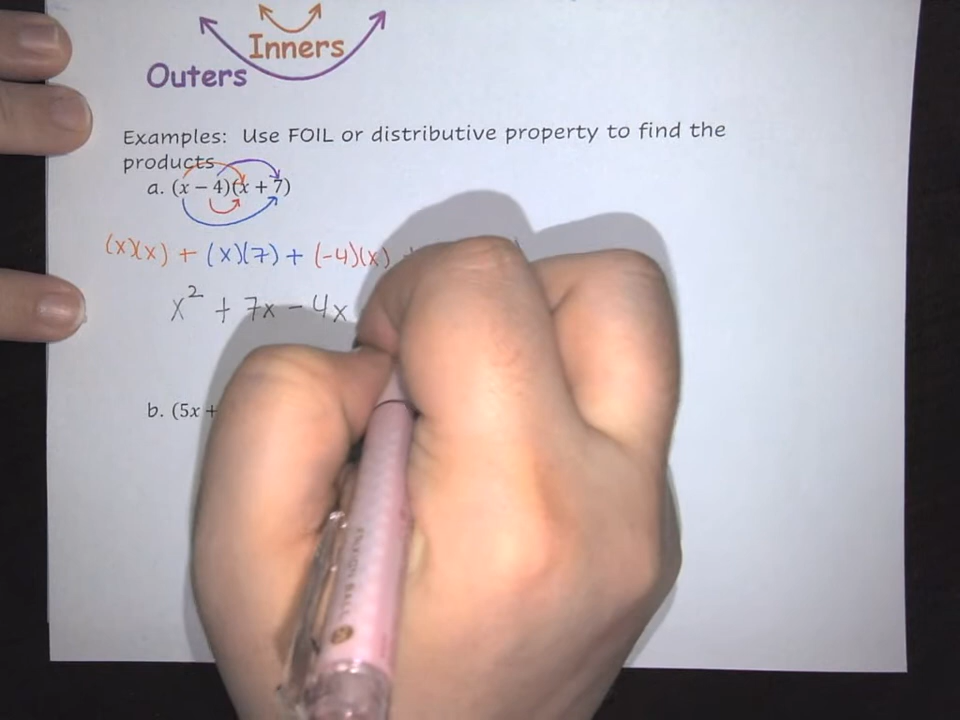 Inners
Outers
Examples: Use FOIL or distributive property to find the
products
a. (x − 4)(x + 7)
(x)(x) + (x)(7) + (-4)(x) +
x² + 7x - 4x
b. (5x +